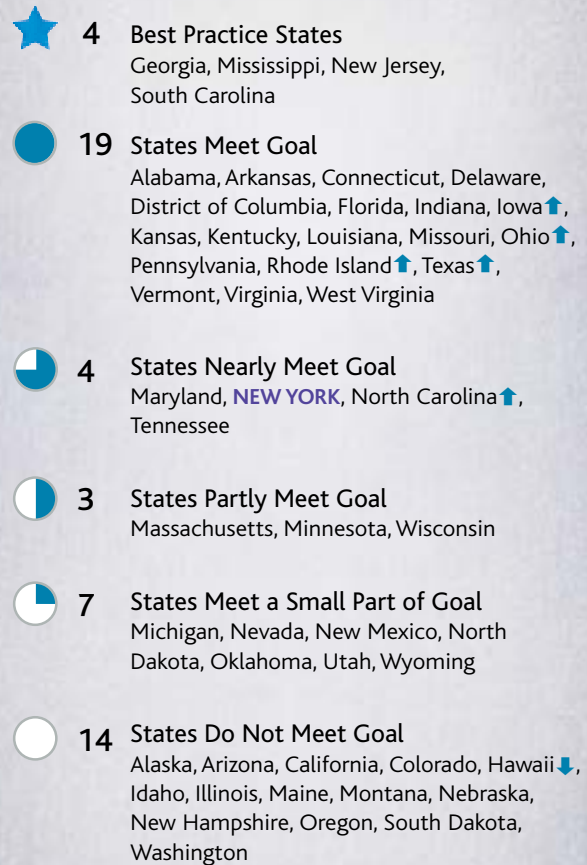 4 Best Practice States
Georgia, Mississippi, New Jersey,
South Carolina
19 States Meet Goal
Alabama, Arkansas, Connecticut, Delaware,
District of Columbia, Florida, Indiana, Iowa⬆,
Kansas, Kentucky, Louisiana, Missouri, Ohio⬆,
Pennsylvania, Rhode Island⬆, Texas⬆,
Vermont, Virginia, West Virginia
4 States Nearly Meet Goal
Maryland, NEW YORK, North Carolina⬆,
Tennessee
3 States Partly Meet Goal
Massachusetts, Minnesota, Wisconsin
7 States Meet a Small Part of Goal
Michigan, Nevada, New Mexico, North
Dakota, Oklahoma, Utah, Wyoming
14 States Do Not Meet Goal
Alaska, Arizona, California, Colorado, Hawaii⬇,
Idaho, Illinois, Maine, Montana, Nebraska,
New Hampshire, Oregon, South Dakota,
Washington